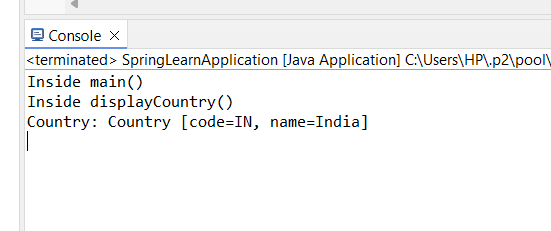 Console
<terminated> SpringLearnApplication [Java Application] C:\Users\HP\.p2\pool\
Inside main()
Inside displayCountry()
Country: Country [code=IN, name=India]